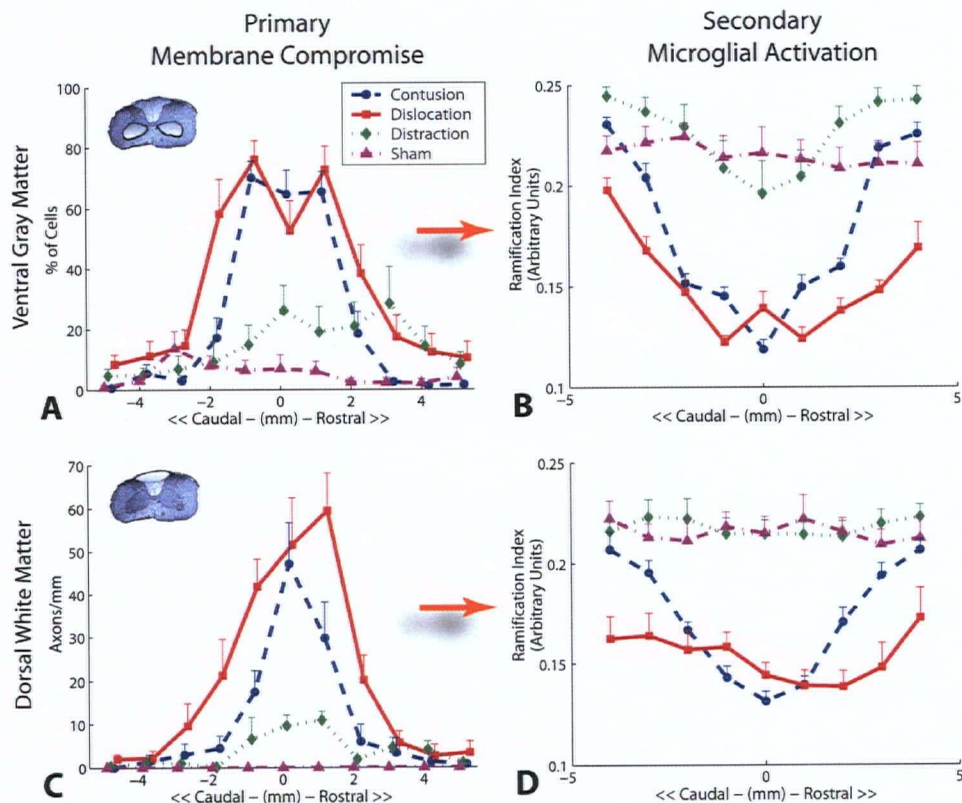 Primary
Membrane Compromise
Secondary
Microglial Activation
Ventral Gray Matter
% of Cells
100
80
60
40
20
0
Contusion
Dislocation
Distraction
Sham
−4
−2
0
2
4
<< Caudal – (mm) – Rostral >>
A
Ramification Index
(Arbitrary Units)
0.25
0.2
0.15
0.1
−5
0
5
<< Caudal – (mm) – Rostral >>
B
Dorsal White Matter
Axons/mm
70
60
50
40
30
20
10
0
−4
−2
0
2
4
<< Caudal – (mm) – Rostral >>
C
Ramification Index
(Arbitrary Units)
0.25
0.2
0.15
0.1
−5
0
5
<< Caudal – (mm) – Rostral >>
D